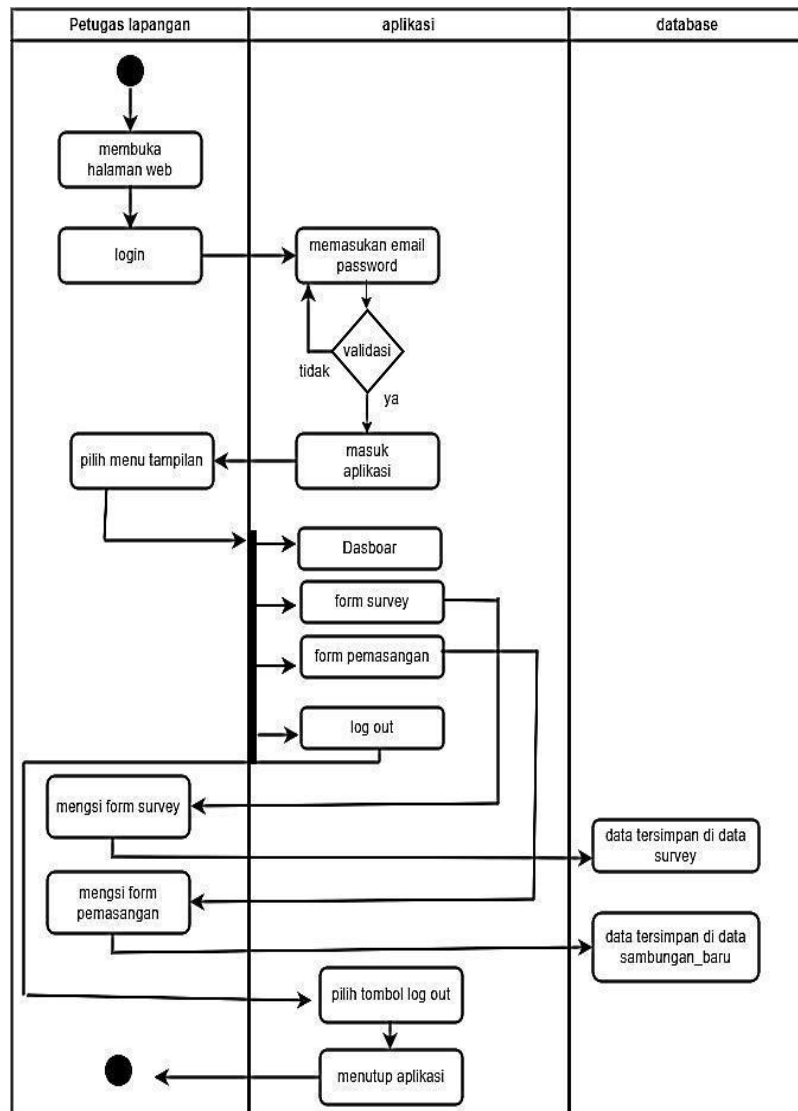 Petugas lapangan
aplikasi
database
membuka
halaman web
login
memasukan email
password
validasi
tidak
ya
masuk
aplikasi
pilih menu tampilan
Dasboar
form survey
form pemasangan
log out
mengsi form survey
data tersimpan di data
survey
mengsi form
pemasangan
data tersimpan di data
sambungan_baru
pilih tombol log out
menutup aplikasi